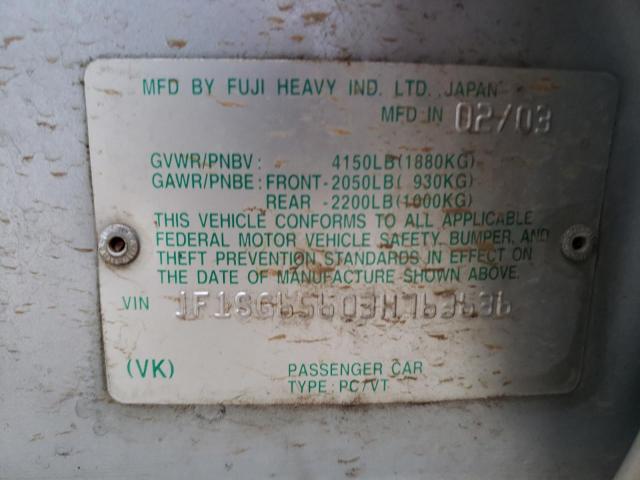 MFD BY FUJI HEAVY IND. LTD. JAPAN
MFD IN 02/03
GVWR/PNBV: 4150LB(1880KG)
GAWR/PNBE: FRONT-2050LB( 930KG)
REAR -2200LB(1000KG)
THIS VEHICLE CONFORMS TO ALL APPLICABLE
FEDERAL MOTOR VEHICLE SAFETY, BUMPER, AND
THEFT PREVENTION STANDARDS IN EFFECT ON
THE DATE OF MANUFACTURE SHOWN ABOVE.
VIN
(VK) PASSENGER CAR
TYPE: PC/VT